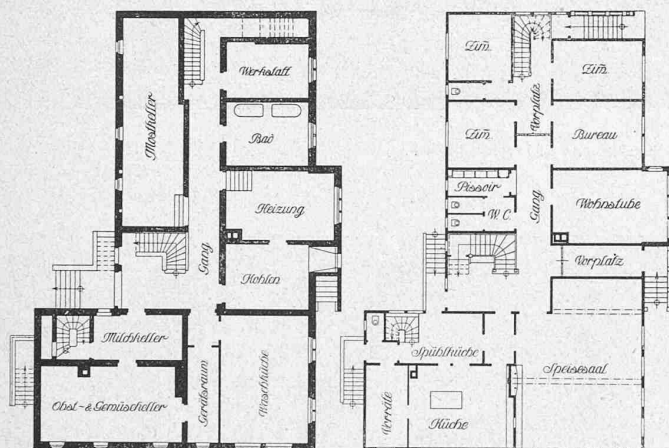 Werkstatt
Mostkeller
Bad
Heizung
Gang
Kohlen
Milchkeller
Obst- & Gemüsekeller
Geräteraum
Waschküche
Zim̄
Zim̄
Vorplatz
Zim̄
Bureau
Pissoir
W.C.
Gang
Wohnstube
Vorplatz
Spühlküche
Speisesaal
Vorräte
Küche